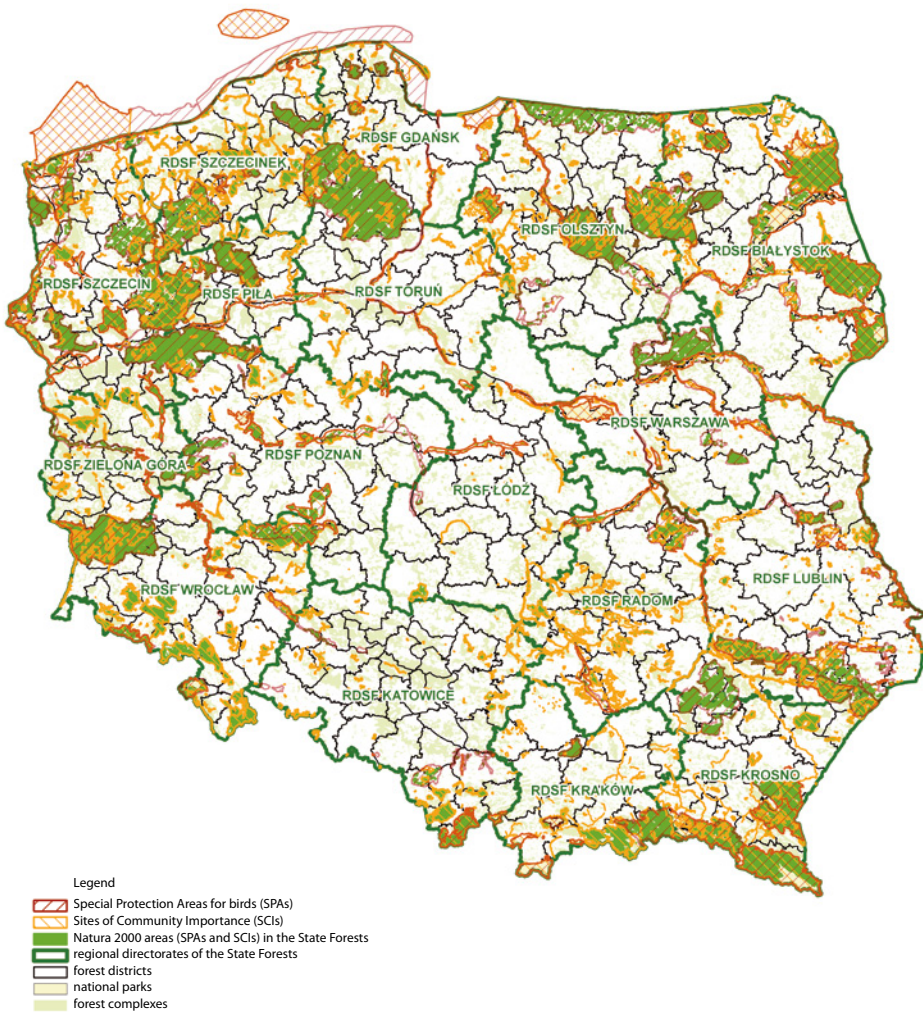 RDSF GDAŃSK
RDSF SZCZECINEK
RDSF OLSZTYN
RDSF BIAŁYSTOK
RDSF SZCZECIN
RDSF PIŁA
RDSF TORUŃ
RDSF WARSZAWA
RDSF ZIELONA GÓRA
RDSF POZNAŃ
RDSF ŁÓDŹ
RDSF LUBLIN
RDSF WROCŁAW
RDSF RADOM
RDSF KATOWICE
RDSF KROSNO
RDSF KRAKÓW
Legend
Special Protection Areas for birds (SPAs)
Sites of Community Importance (SCIs)
Natura 2000 areas (SPAs and SCIs) in the State Forests
regional directorates of the State Forests
forest districts
national parks
forest complexes